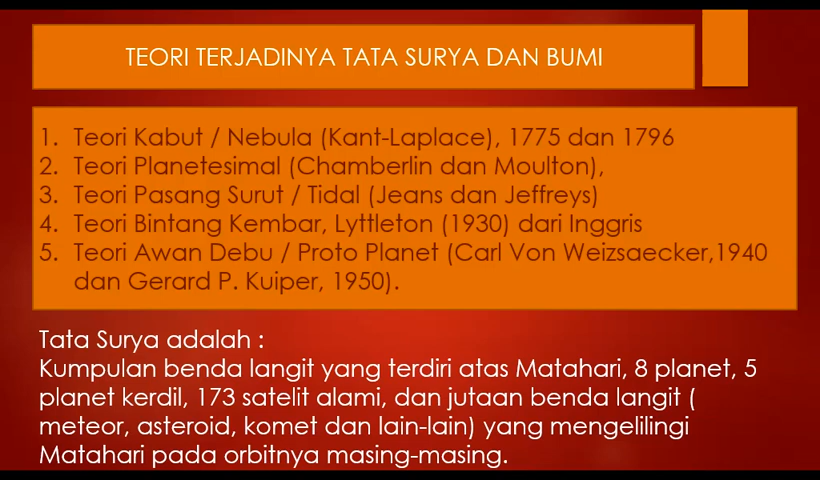 TEORI TERJADINYA TATA SURYA DAN BUMI
1. Teori Kabut / Nebula (Kant-Laplace), 1775 dan 1796
2. Teori Planetesimal (Chamberlin dan Moulton),
3. Teori Pasang Surut / Tidal (Jeans dan Jeffreys)
4. Teori Bintang Kembar, Lyttleton (1930) dari Inggris
5. Teori Awan Debu / Proto Planet (Carl Von Weizsaecker,1940
dan Gerard P. Kuiper, 1950).
Tata Surya adalah :
Kumpulan benda langit yang terdiri atas Matahari, 8 planet, 5
planet kerdil, 173 satelit alami, dan jutaan benda langit (
meteor, asteroid, komet dan lain-lain) yang mengelilingi
Matahari pada orbitnya masing-masing.